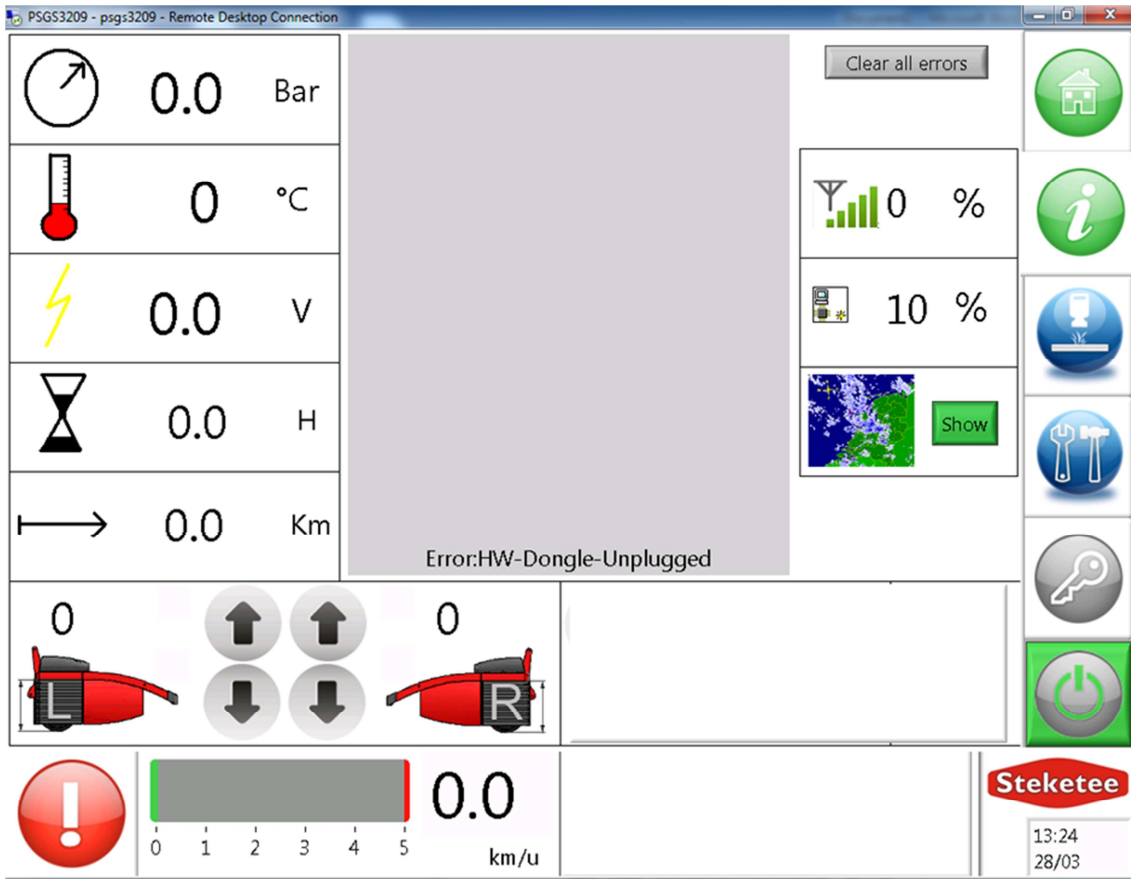 PSGS3209 - psgs3209 - Remote Desktop Connection
0.0 Bar
0 °C
0.0 V
0.0 H
0.0 Km
Error:HW-Dongle-Unplugged
Clear all errors
0 %
10 %
Show
0
0
L
R
0 1 2 3 4 5
0.0
km/u
Steketee
13:24
28/03